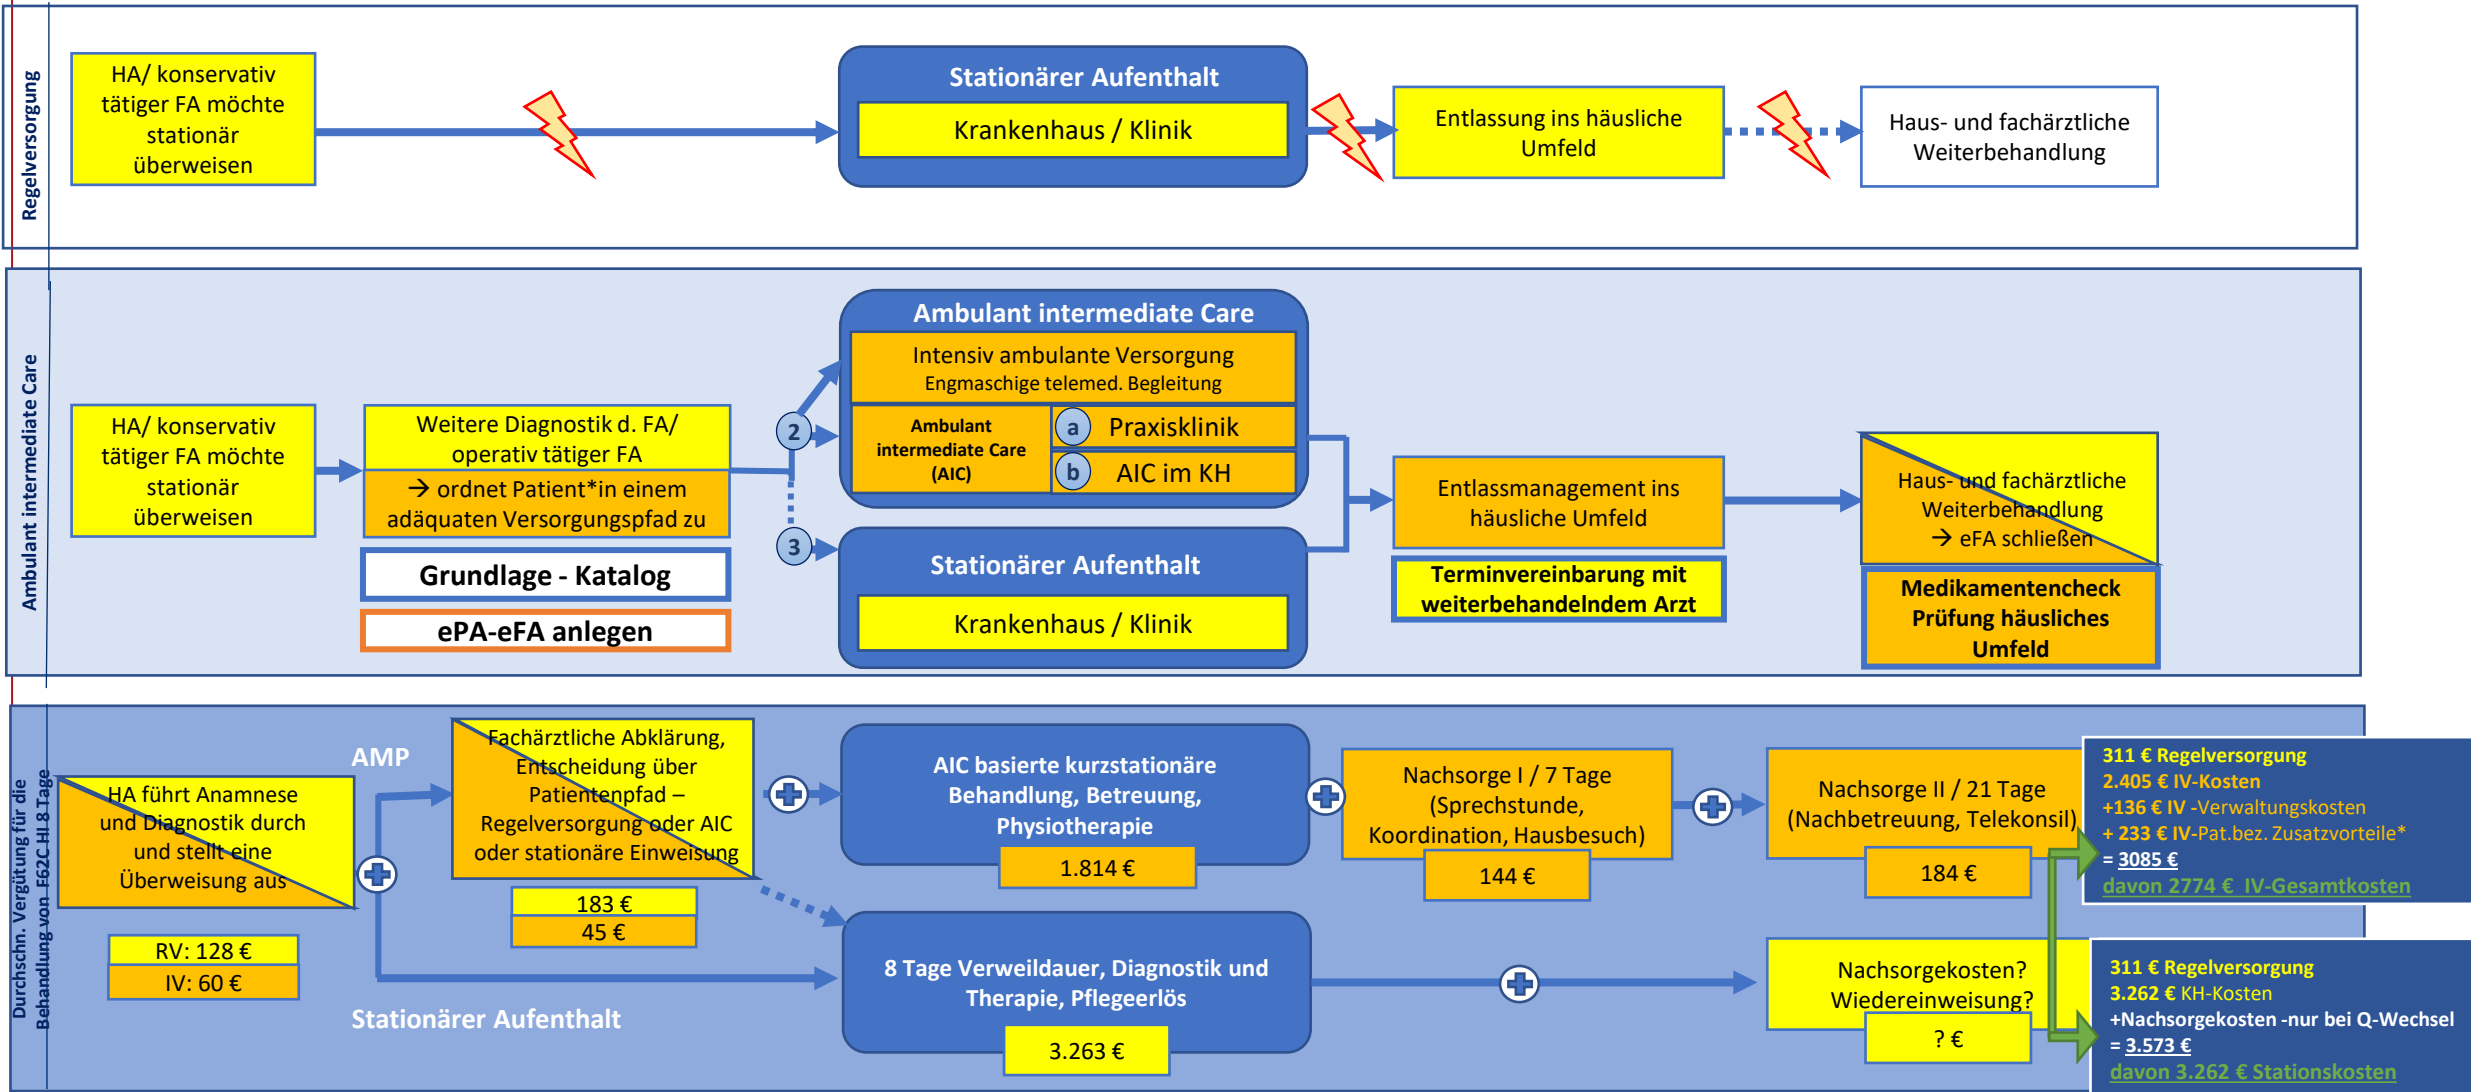 Regelversorgung
HA/ konservativ
tätiger FA möchte
stationär
überweisen
Stationärer Aufenthalt
Krankenhaus / Klinik
Entlassung ins häusliche
Umfeld
Haus- und fachärztliche
Weiterbehandlung
Ambulant intermediate Care
HA/ konservativ
tätiger FA möchte
stationär
überweisen
Weitere Diagnostik d. FA/
operativ tätiger FA
→ ordnet Patient*in einem
adäquaten Versorgungspfad zu
Grundlage - Katalog
ePA-eFA anlegen
2
3
Ambulant intermediate Care
Intensiv ambulante Versorgung
Engmaschige telemed. Begleitung
Ambulant
intermediate Care
(AIC)
a Praxisklinik
b AIC im KH
Stationärer Aufenthalt
Krankenhaus / Klinik
Entlassmanagement ins
häusliche Umfeld
Terminvereinbarung mit
weiterbehandelndem Arzt
Haus- und fachärztliche
Weiterbehandlung
→ eFA schließen
Medikamentencheck
Prüfung häusliches
Umfeld
Durchschn. Vergütung für die
Behandlung von F62C HI 8 Tage
HA führt Anamnese
und Diagnostik durch
und stellt eine
Überweisung aus
RV: 128 €
IV: 60 €
AMP
Fachärztliche Abklärung,
Entscheidung über
Patientenpfad –
Regelversorgung oder AIC
oder stationäre Einweisung
183 €
45 €
Stationärer Aufenthalt
AIC basierte kurzstationäre
Behandlung, Betreuung,
Physiotherapie
1.814 €
Nachsorge I / 7 Tage
(Sprechstunde,
Koordination, Hausbesuch)
144 €
Nachsorge II / 21 Tage
(Nachbetreuung, Telekonsil)
184 €
311 € Regelversorgung
2.405 € IV-Kosten
+136 € IV -Verwaltungskosten
+ 233 € IV-Pat.bez. Zusatzvorteile*
= 3085 €
davon 2774 € IV-Gesamtkosten
8 Tage Verweildauer, Diagnostik und
Therapie, Pflegeerlös
3.263 €
Nachsorgekosten?
Wiedereinweisung?
? €
311 € Regelversorgung
3.262 € KH-Kosten
+Nachsorgekosten -nur bei Q-Wechsel
= 3.573 €
davon 3.262 € Stationskosten